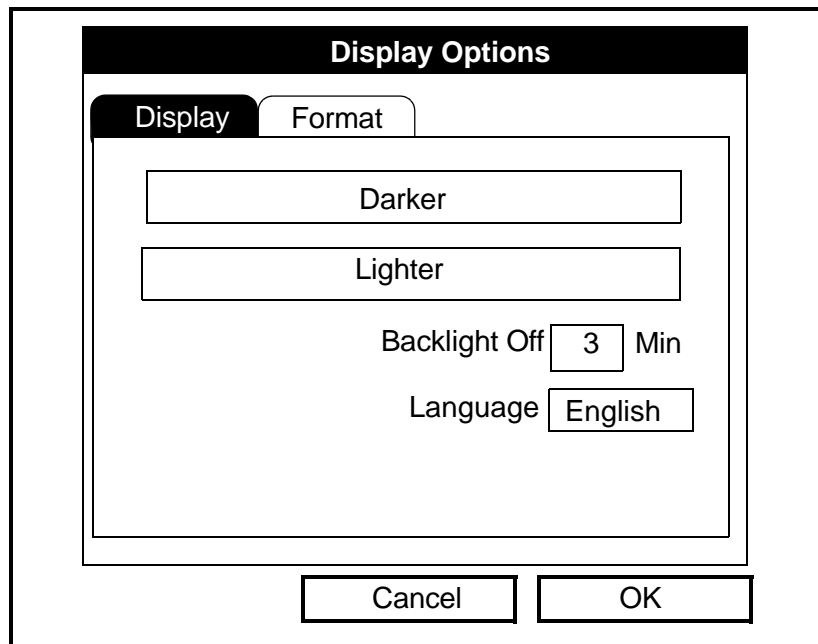 Display Options
Display Format
Darker
Lighter
Backlight Off 3 Min
Language English
Cancel OK